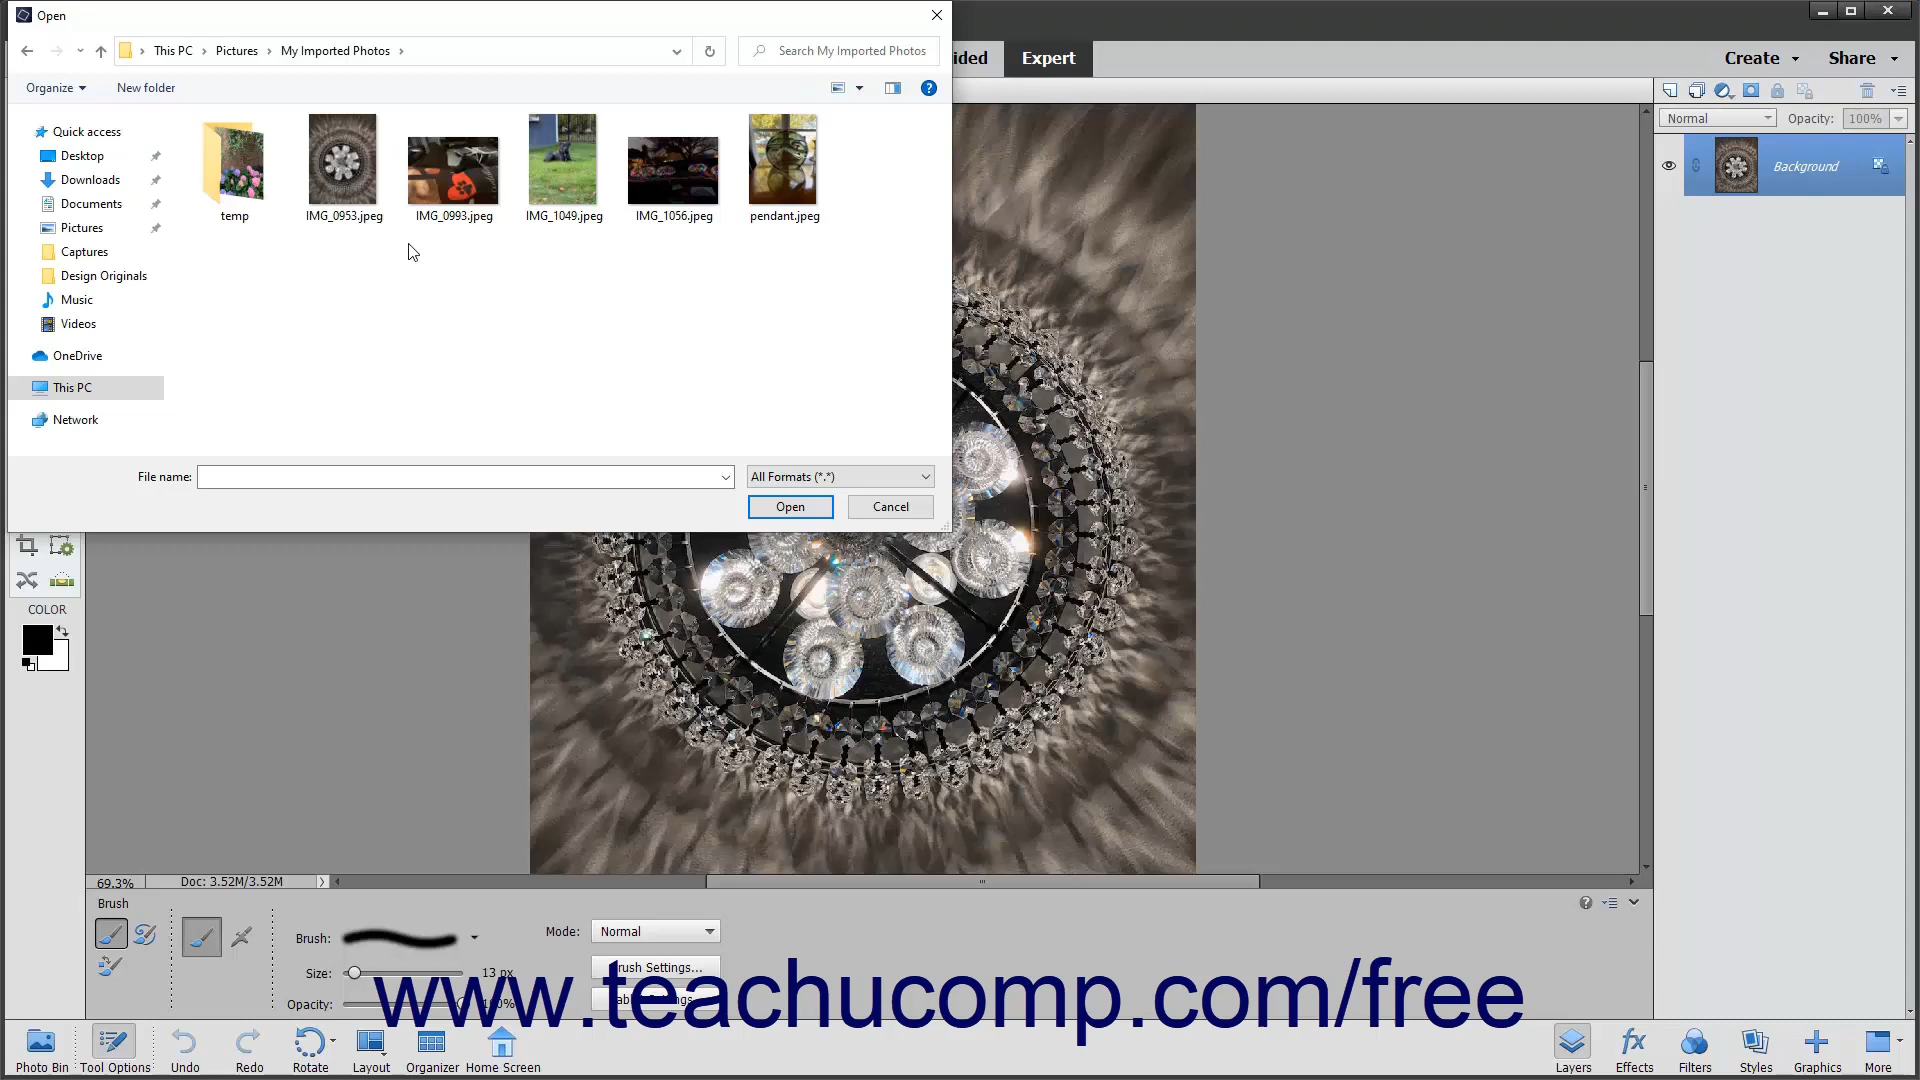 Open
This PC
Pictures
My Imported Photos
Search My Imported Photos
Expert
Create
Share
Organize
New folder
Normal
Opacity:
100%
Quick access
Desktop
Downloads
Documents
Pictures
Captures
Design Originals
Music
Videos
OneDrive
This PC
Network
temp
IMG_0953.jpeg
IMG_0993.jpeg
IMG_1049.jpeg
IMG_1056.jpeg
pendant.jpeg
Background
File name:
All Formats (*.*)
Open
Cancel
COLOR
69.3%
Doc: 3.52M/3.52M
Brush
Brush:
Mode:
Normal
Size:
13 px
Opacity:
www.teachucomp.com/free
Photo Bin
Tool Options
Undo
Redo
Rotate
Layout
Organizer
Home Screen
Layers
Effects
Filters
Styles
Graphics
More